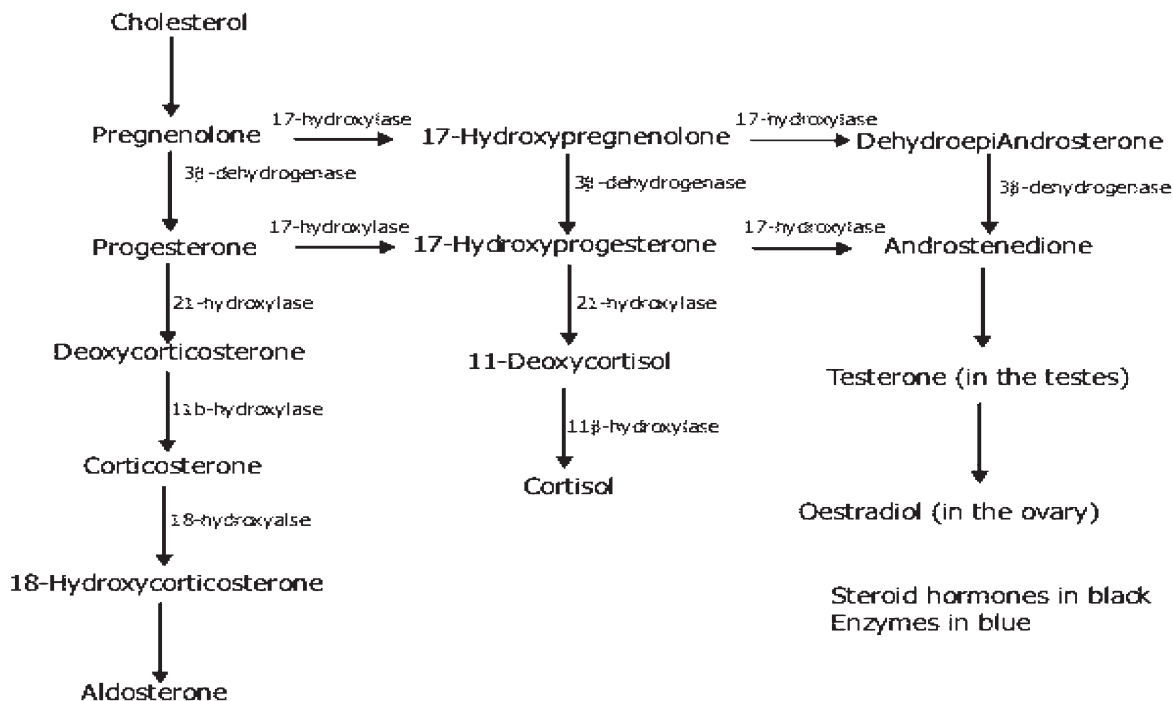 Cholesterol
17-hydroxylase
17-hydroxylase
Pregnenolone
17-Hydroxypregnenolone
DehydroepiAndrosterone
3β-dehydrogenase
3β-dehydrogenase
3β-denydrogenase
17-hydroxylase
17-hydroxylase
Progesterone
17-Hydroxyprogesterone
Androstenedione
21-hydroxylase
21-hydroxylase
Deoxycorticosterone
11-Deoxycortisol
Testerone (in the testes)
11b-hydroxylase
11β-hydroxylase
Corticosterone
Cortisol
Oestradiol (in the ovary)
18-hydroxyalse
18-Hydroxycorticosterone
Steroid hormones in black
Enzymes in blue
Aldosterone